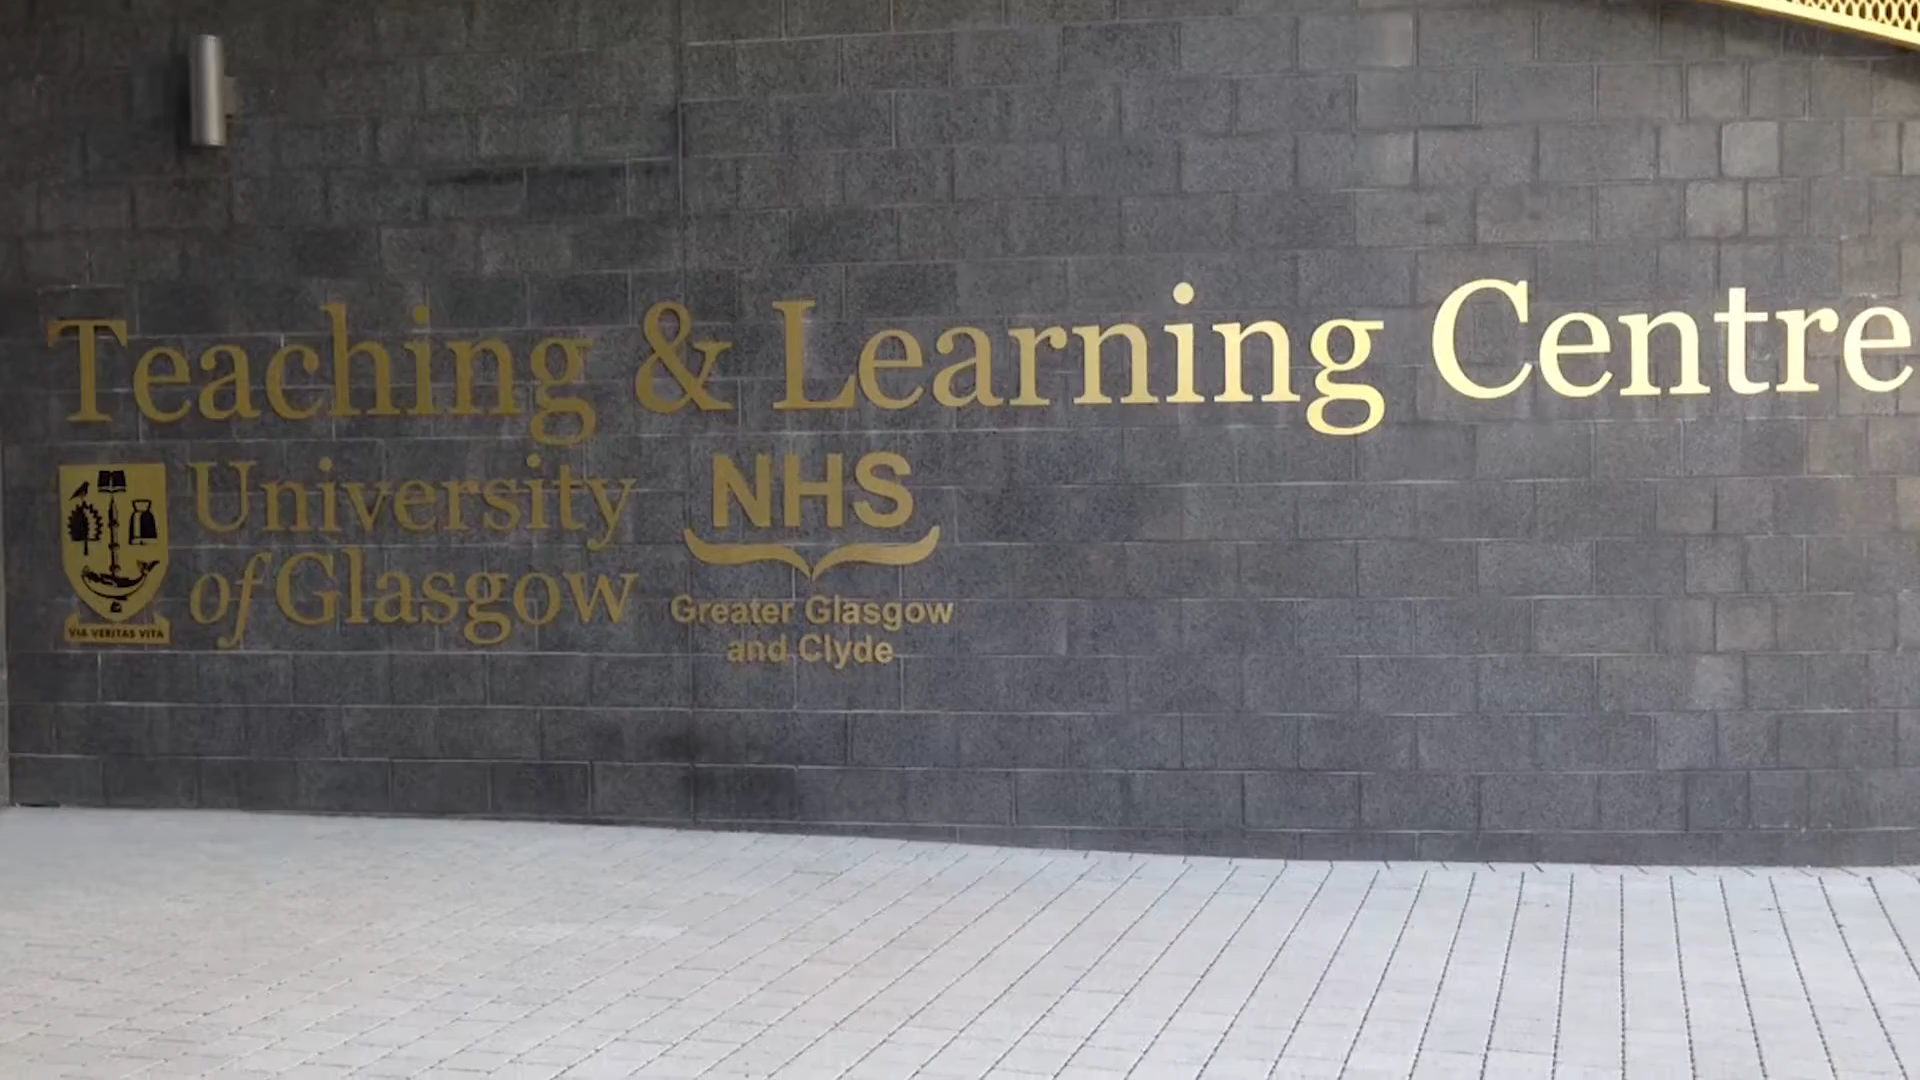 Teaching & Learning Centre
University
of Glasgow
VIA VERITAS VITA
NHS
Greater Glasgow
and Clyde